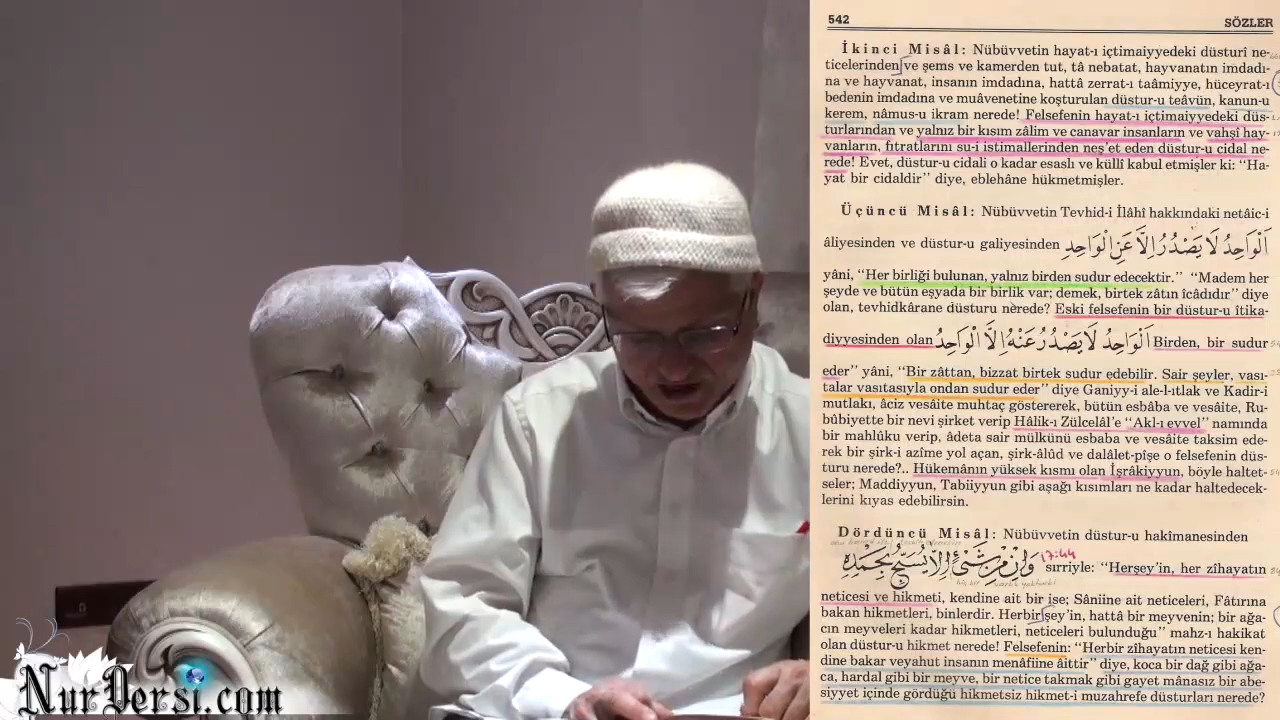 542
SÖZLER
İkinci Misâl: Nübüvvetin hayat-ı içtimaiyyedeki düsturî ne-
ticelerinden ve şems ve kamerden tut, tâ nebatat, hayvanatın imdadı-
na ve hayvanat, insanın imdadına, hattâ zerrat-ı taâmiyye, hüceyrat-ı
bedenin imdadına ve muâvenetine koşturulan düstur-u teâvün, kanun-u
kerem, nâmus-u ikram nerede! Felsefenin hayat-ı içtimaiyyedeki düs-
turlarından ve yalnız bir kısım zâlim ve canavar insanların ve vahşî hay-
vanların, fıtratlarını su-i istimallerinden neş'et eden düstur-u cidal ne-
rede! Evet, düstur-u cidali o kadar esaslı ve küllî kabul etmişler ki: "Ha-
yat bir cidaldir" diye, eblehâne hükmetmişler.
Üçüncü Misâl: Nübüvvetin Tevhid-i İlâhî hakkındaki netâic-i
âliyesinden ve düstur-u galiyesinden اَلْوَاحِدُ لَا يَصْدُرُ اِلَّا عَنِ الْوَاحِدِ
yâni, "Her birliği bulunan, yalnız birden sudur edecektir." "Madem her
şeyde ve bütün eşyada bir birlik var; demek, birtek zâtın îcâdıdır" diye
olan, tevhidkârane düsturu nerede? Eski felsefenin bir düstur-u îtika-
diyyesinden olan اَلْوَاحِدُ لَا يَصْدُرُ عَنْهُ اِلَّا الْوَاحِدُ Birden, bir sudur
eder" yâni, "Bir zâttan, bizzat birtek sudur edebilir. Sair şeyler, vası-
talar vasıtasıyla ondan sudur eder" diye Ganiyy-i ale-l-ıtlak ve Kadir-i
mutlakı, âciz vesâite muhtaç göstererek, bütün esbâba ve vesâite, Ru-
bûbiyette bir nevi şirket verip Hâlik-ı Zülcelâl'e "Akl-ı evvel" namında
bir mahlûku verip, âdeta sair mülkünü esbaba ve vesâite taksim ede-
rek bir şirk-i azîme yol açan, şirk-âlûd ve dalâlet-pîşe o felsefenin düs-
turu nerede?.. Hükemânın yüksek kısmı olan İşrâkiyyun, böyle haltet-
seler; Maddiyyun, Tabiiyyun gibi aşağı kısımları ne kadar haltedecek-
lerini kıyas edebilirsin.
Dördüncü Misâl: Nübüvvetin düstur-u hakîmanesinden
وَاِنْ مِنْ شَىْءٍ اِلَّا يُسَبِّحُ بِحَمْدِهِ 17:44 sırriyle: "Herşey'in, her zîhayatın
neticesi ve hikmeti, kendine ait bir ise; Sâniine ait neticeleri, Fâtırına
bakan hikmetleri, binlerdir. Herbir şey'in, hattâ bir meyvenin; bir ağa-
cın meyveleri kadar hikmetleri, neticeleri bulunduğu" mahz-ı hakikat
olan düstur-u hikmet nerede! Felsefenin: "Herbir zîhayatın neticesi ken-
dine bakar veyahut insanın menâfiine âittir" diye, koca bir dağ gibi ağa-
ca, hardal gibi bir meyve, bir netice takmak gibi gayet mânasız bir abe-
siyyet içinde gördüğü hikmetsiz hikmet-i muzahrefe düsturları nerede?
NurDersi.com